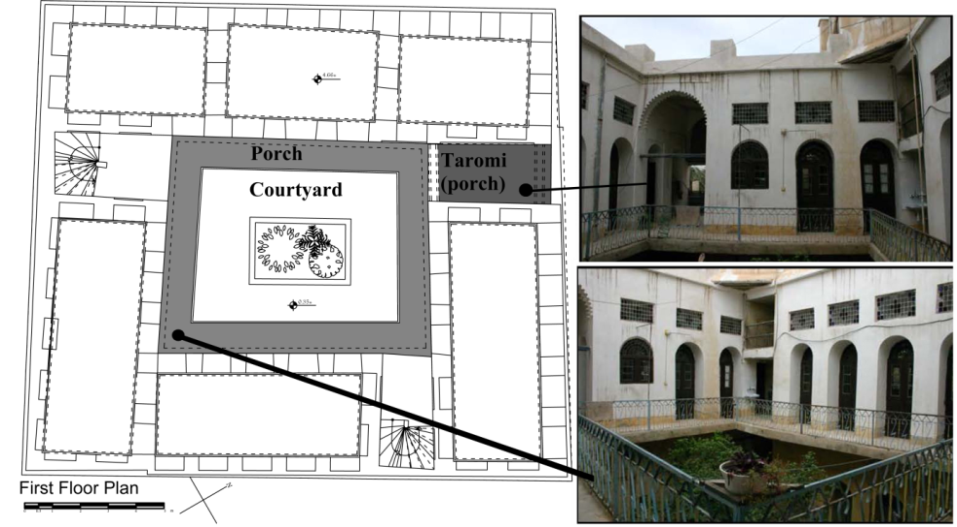 Porch
Taromi
(porch)
Courtyard
First Floor Plan